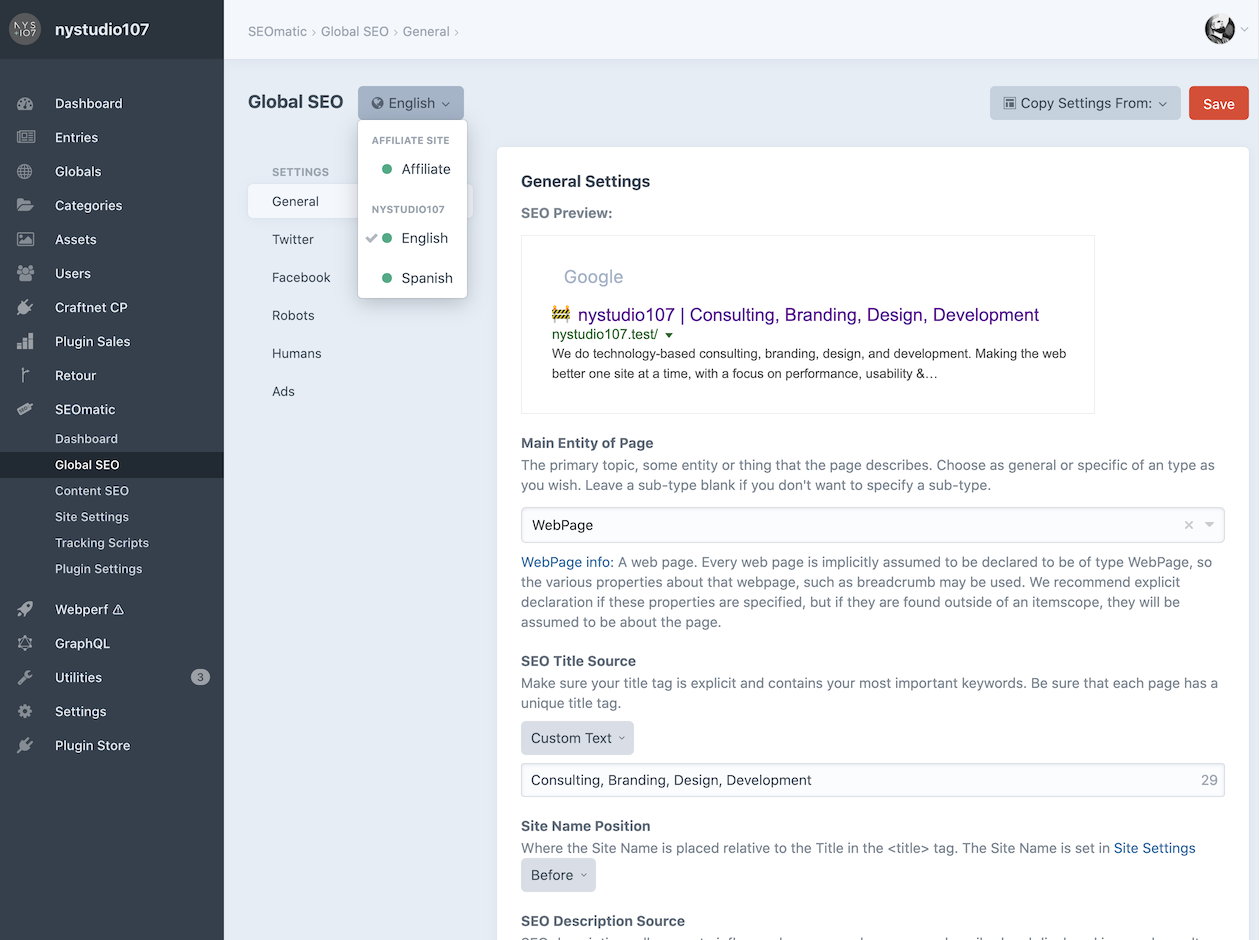 NYS
+107
nystudio107
Dashboard
Entries
Globals
Categories
Assets
Users
Craftnet CP
Plugin Sales
Retour
SEOmatic
Dashboard
Global SEO
Content SEO
Site Settings
Tracking Scripts
Plugin Settings
Webperf
GraphQL
Utilities 3
Settings
Plugin Store
SEOmatic › Global SEO › General ›
Global SEO
English
Copy Settings From:
Save
AFFILIATE SITE
Affiliate
NYSTUDIO107
English
Spanish
SETTINGS
General
Twitter
Facebook
Robots
Humans
Ads
General Settings
SEO Preview:
Google
🚧 nystudio107 | Consulting, Branding, Design, Development
nystudio107.test/
We do technology-based consulting, branding, design, and development. Making the web
better one site at a time, with a focus on performance, usability &…
Main Entity of Page
The primary topic, some entity or thing that the page describes. Choose as general or specific of an type as
you wish. Leave a sub-type blank if you don't want to specify a sub-type.
WebPage
WebPage info: A web page. Every web page is implicitly assumed to be declared to be of type WebPage, so
the various properties about that webpage, such as breadcrumb may be used. We recommend explicit
declaration if these properties are specified, but if they are found outside of an itemscope, they will be
assumed to be about the page.
SEO Title Source
Make sure your title tag is explicit and contains your most important keywords. Be sure that each page has a
unique title tag.
Custom Text
Consulting, Branding, Design, Development 29
Site Name Position
Where the Site Name is placed relative to the Title in the <title> tag. The Site Name is set in Site Settings
Before
SEO Description Source